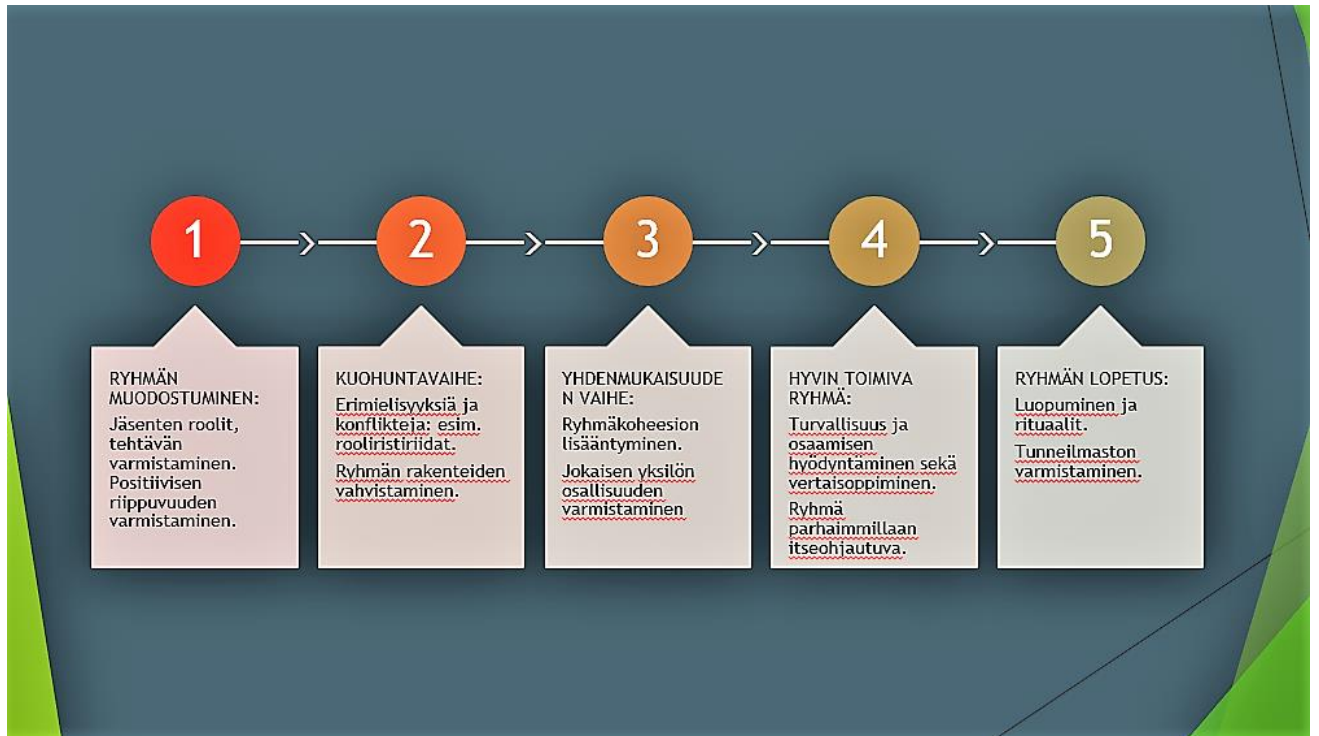 1
2
3
4
5
RYHMÄN
MUODOSTUMINEN:
Jäsenten roolit,
tehtävän
varmistaminen.
Positiivisen
riippuvuuden
varmistaminen.
KUOHUNTAVAIHE:
Erimielisyyksiä ja
konflikteja: esim.
rooliristiriidat.
Ryhmän rakenteiden
vahvistaminen.
YHDENMUKAISUUDE
N VAIHE:
Ryhmäkoheesion
lisääntyminen.
Jokaisen yksilön
osallisuuden
varmistaminen
HYVIN TOIMIVA
RYHMÄ:
Turvallisuus ja
osaamisen
hyödyntäminen sekä
vertaisoppiminen.
Ryhmä
parhaimmillaan
itseohjautuva.
RYHMÄN LOPETUS:
Luopuminen ja
rituaalit.
Tunneilmaston
varmistaminen.